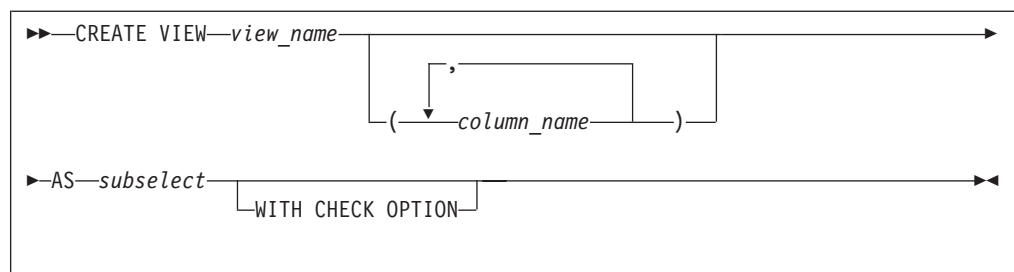 CREATE VIEW view_name
,
( column_name )
AS subselect
WITH CHECK OPTION